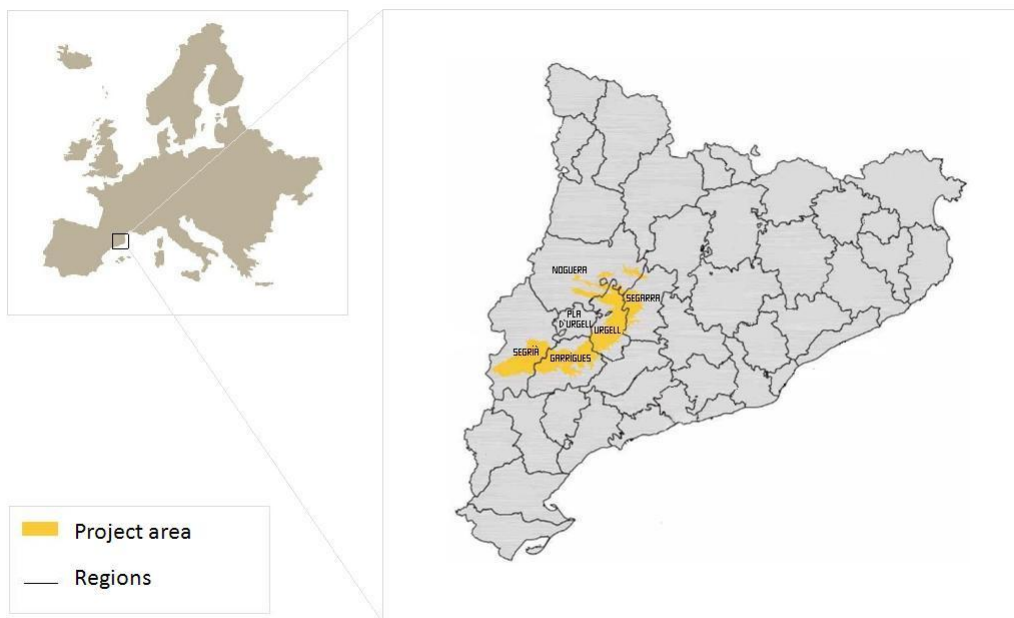 NOGUERA
SEGARRA
PLA
D'URGELL
URGELL
SEGRIÀ
GARRIGUES
Project area
Regions